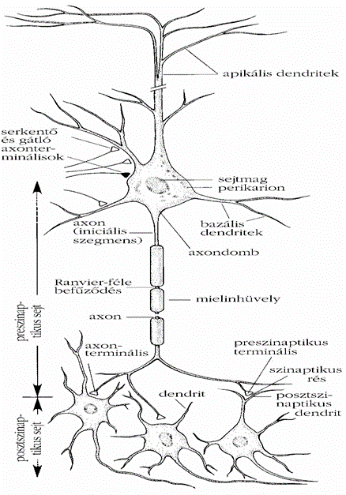 apikális dendritek
serkentő
és gátló
axonter-
minálisok
sejtmag
perikarion
axon
(iniciális
szegmens)
bazális
dendritek
axondomb
Ranvier-féle
befűződés
mielinhüvely
axon
preszinap-
tikus sejt
axon-
terminális
preszinaptikus
terminális
szinaptikus
rés
dendrit
posztszi-
naptikus
dendrit
posztszinap-
tikus sejt